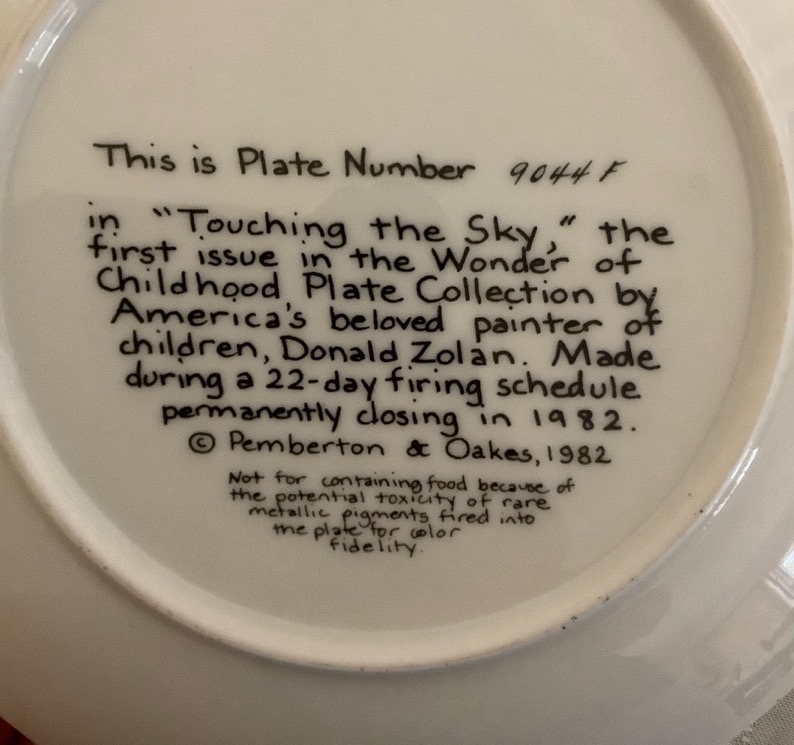 This is Plate Number 9044 F
in "Touching the Sky," the
first issue in the Wonder of
Childhood Plate Collection by
America's beloved painter of
children, Donald Zolan. Made
during a 22-day firing schedule
permanently closing in 1982.
© Pemberton & Oakes, 1982
Not for containing food because of
the potential toxicity of rare
metallic pigments fired into
the plate for color
fidelity.